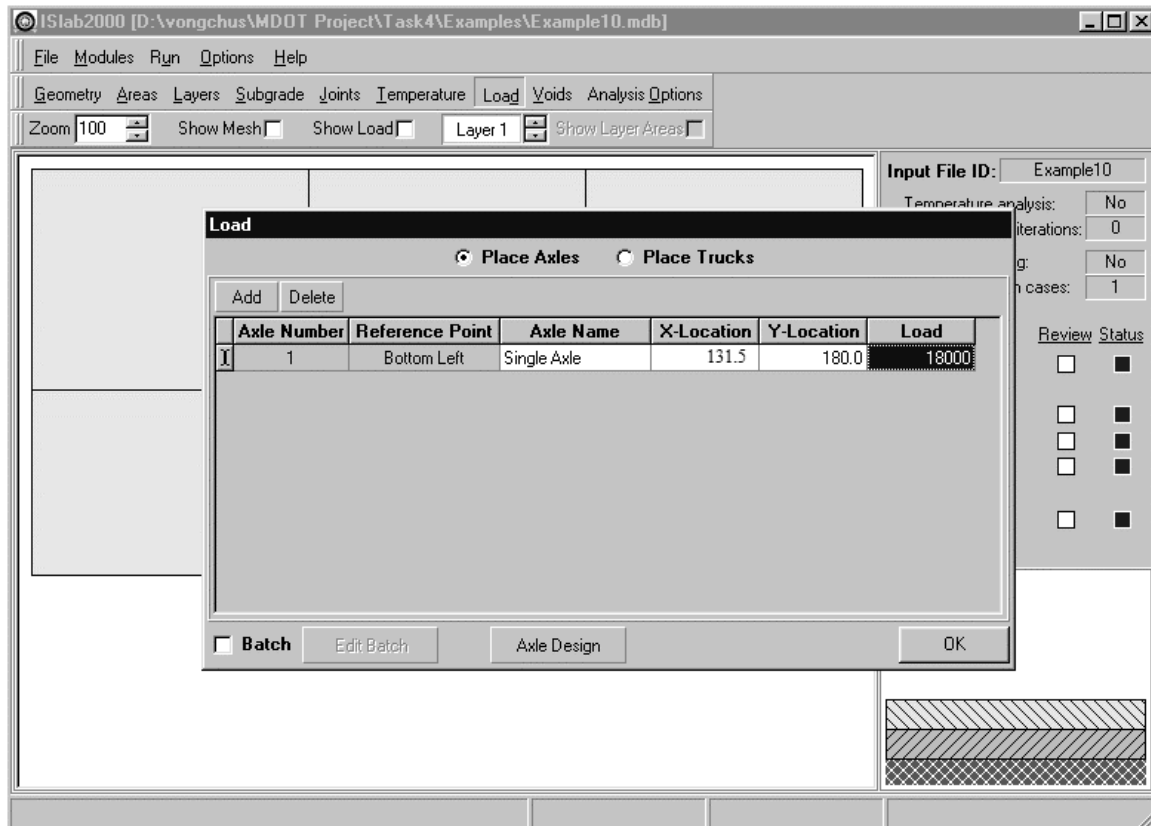 ISlab2000 [D:\vongchus\MDOT Project\Task4\Examples\Example10.mdb]
File Modules Run Options Help
Geometry Areas Layers Subgrade Joints Temperature Load Voids Analysis Options
Zoom 100 Show Mesh Show Load Layer 1 Show Layer Areas
Input File ID: Example10
Temperature analysis: No
iterations: 0
g: No
n cases: 1
Review Status
Load
Place Axles Place Trucks
Add Delete
Axle Number Reference Point Axle Name X-Location Y-Location Load
1 Bottom Left Single Axle 131.5 180.0 18000
Batch Edit Batch Axle Design OK